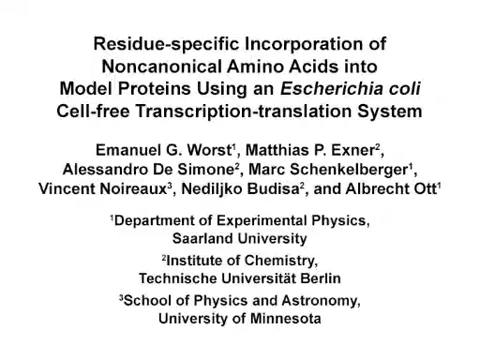 Residue-specific Incorporation of
Noncanonical Amino Acids into
Model Proteins Using an Escherichia coli
Cell-free Transcription-translation System
Emanuel G. Worst¹, Matthias P. Exner²,
Alessandro De Simone², Marc Schenkelberger¹,
Vincent Noireaux³, Nediljko Budisa², and Albrecht Ott¹
¹Department of Experimental Physics,
Saarland University
²Institute of Chemistry,
Technische Universität Berlin
³School of Physics and Astronomy,
University of Minnesota